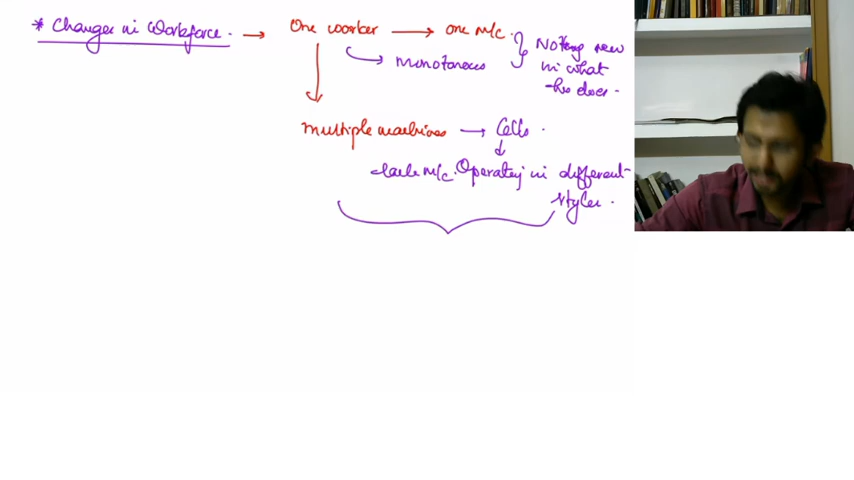 * Changes in Workforce. → One worker → one M/c.
→ monotonous
Nothing new
in what
he does.
multiple machines → Cells.
↓
each M/c. Operates in different
styles.